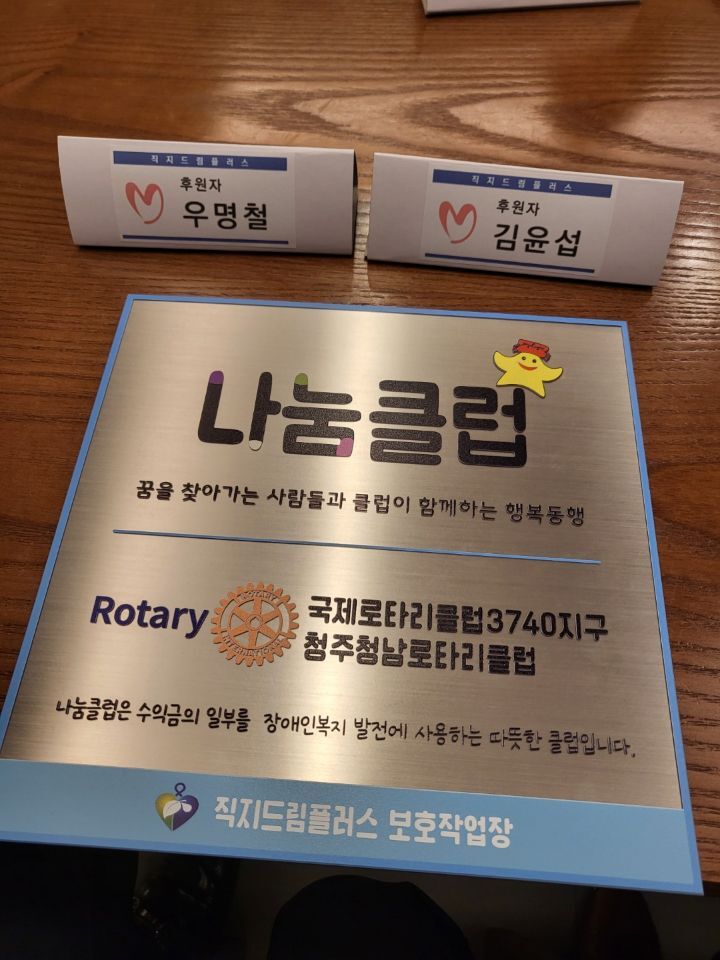 직지드림플러스
후원자
우명철
직지드림플러스
후원자
김윤섭
나눔클럽
꿈을 찾아가는 사람들과 클럽이 함께하는 행복동행
Rotary
ROTARY
INTERNATIONAL
국제로타리클럽3740지구
청주청남로타리클럽
나눔클럽은 수익금의 일부를 장애인복지 발전에 사용하는 따뜻한 클럽입니다.
직지드림플러스 보호작업장